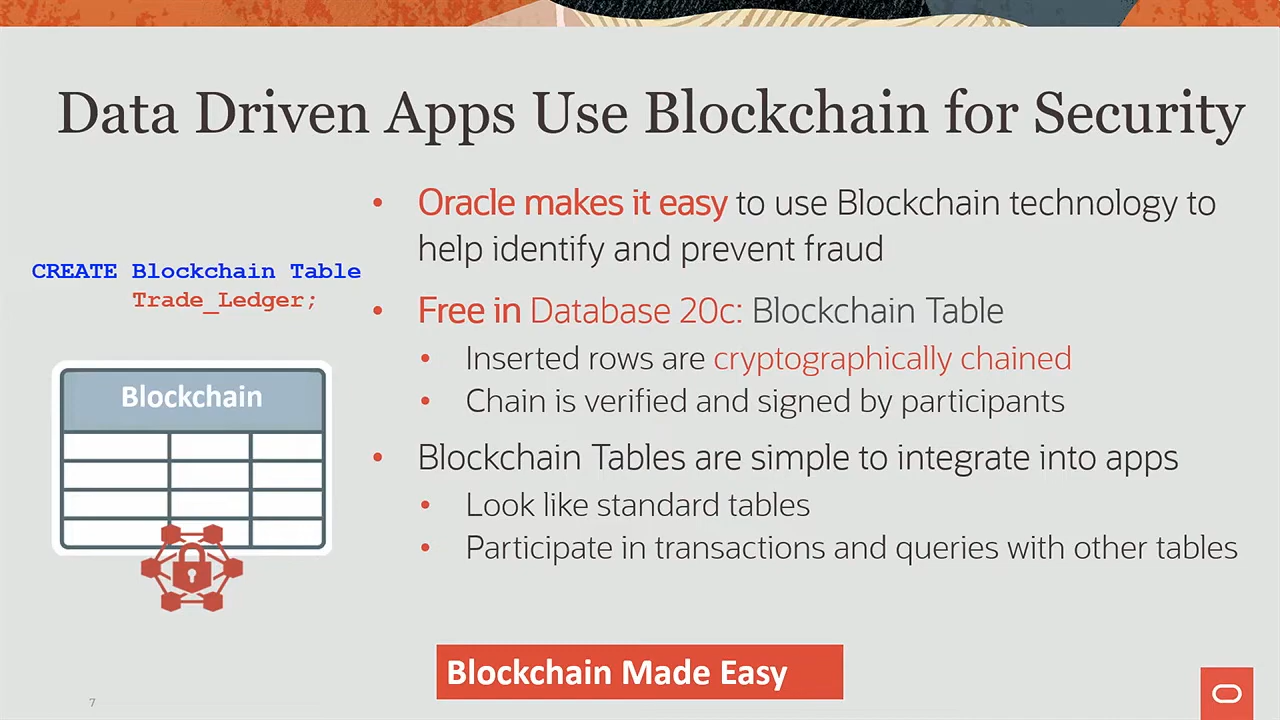 Data Driven Apps Use Blockchain for Security
CREATE Blockchain Table
Trade_Ledger;
Blockchain
• Oracle makes it easy to use Blockchain technology to
help identify and prevent fraud
• Free in Database 20c: Blockchain Table
• Inserted rows are cryptographically chained
• Chain is verified and signed by participants
• Blockchain Tables are simple to integrate into apps
• Look like standard tables
• Participate in transactions and queries with other tables
Blockchain Made Easy
7